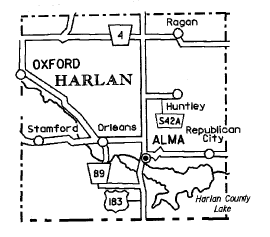 Ragan
4
OXFORD
HARLAN
Huntley
S42A
Stamford
Orleans
ALMA
Republican
City
89
183
Harlan County
Lake